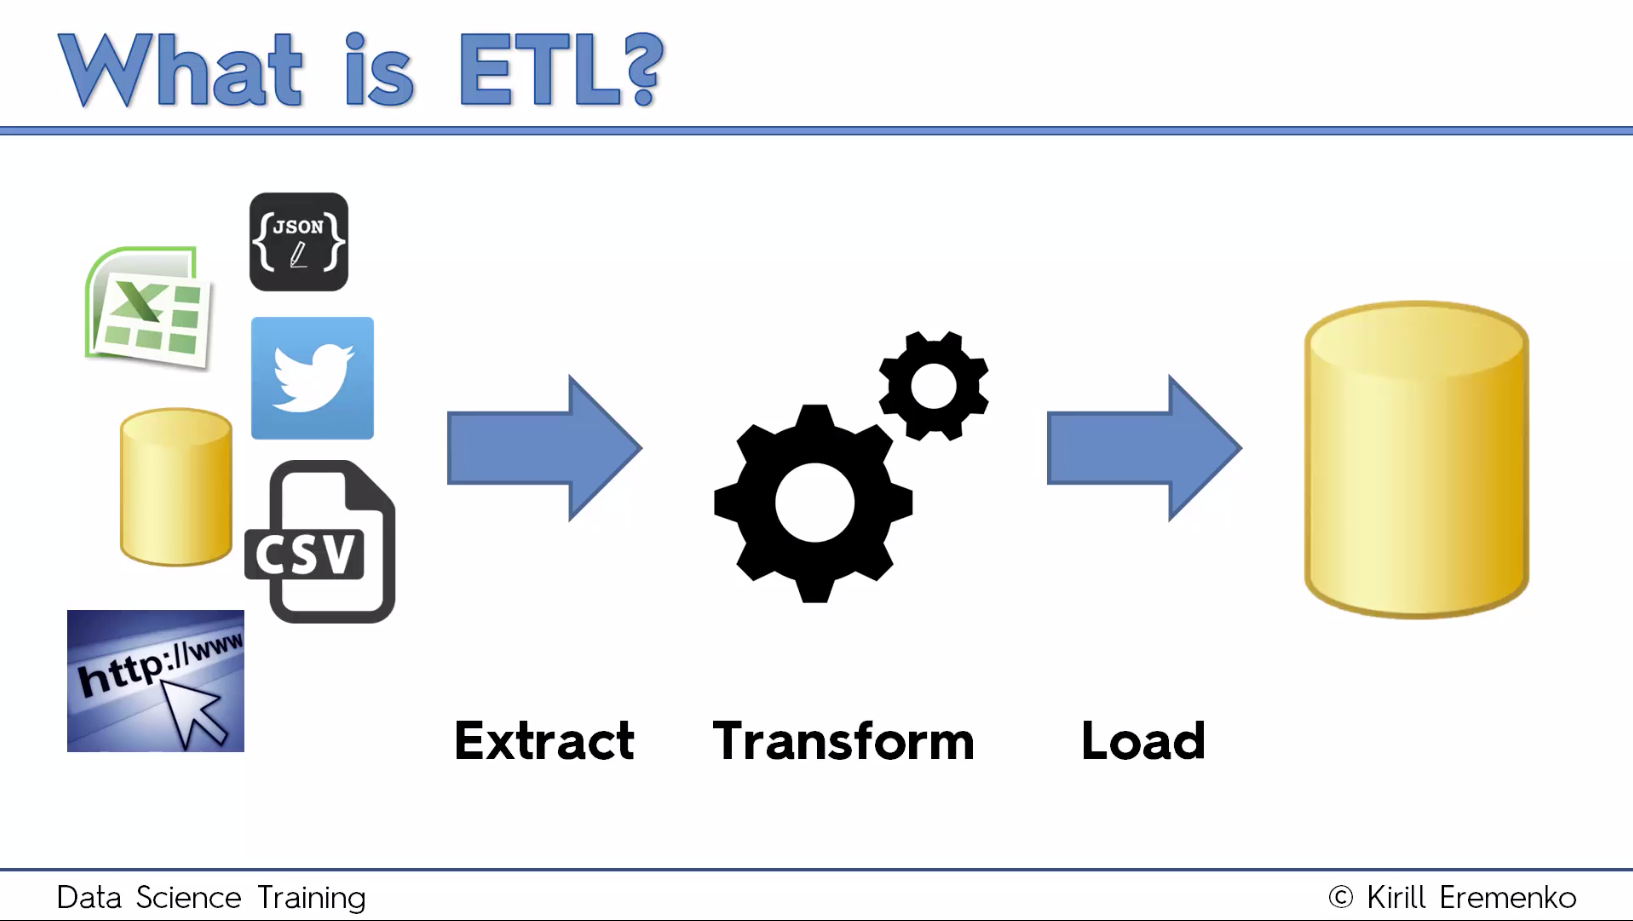 What is ETL?
JSON
CSV
http://www
Extract Transform Load
Data Science Training
© Kirill Eremenko